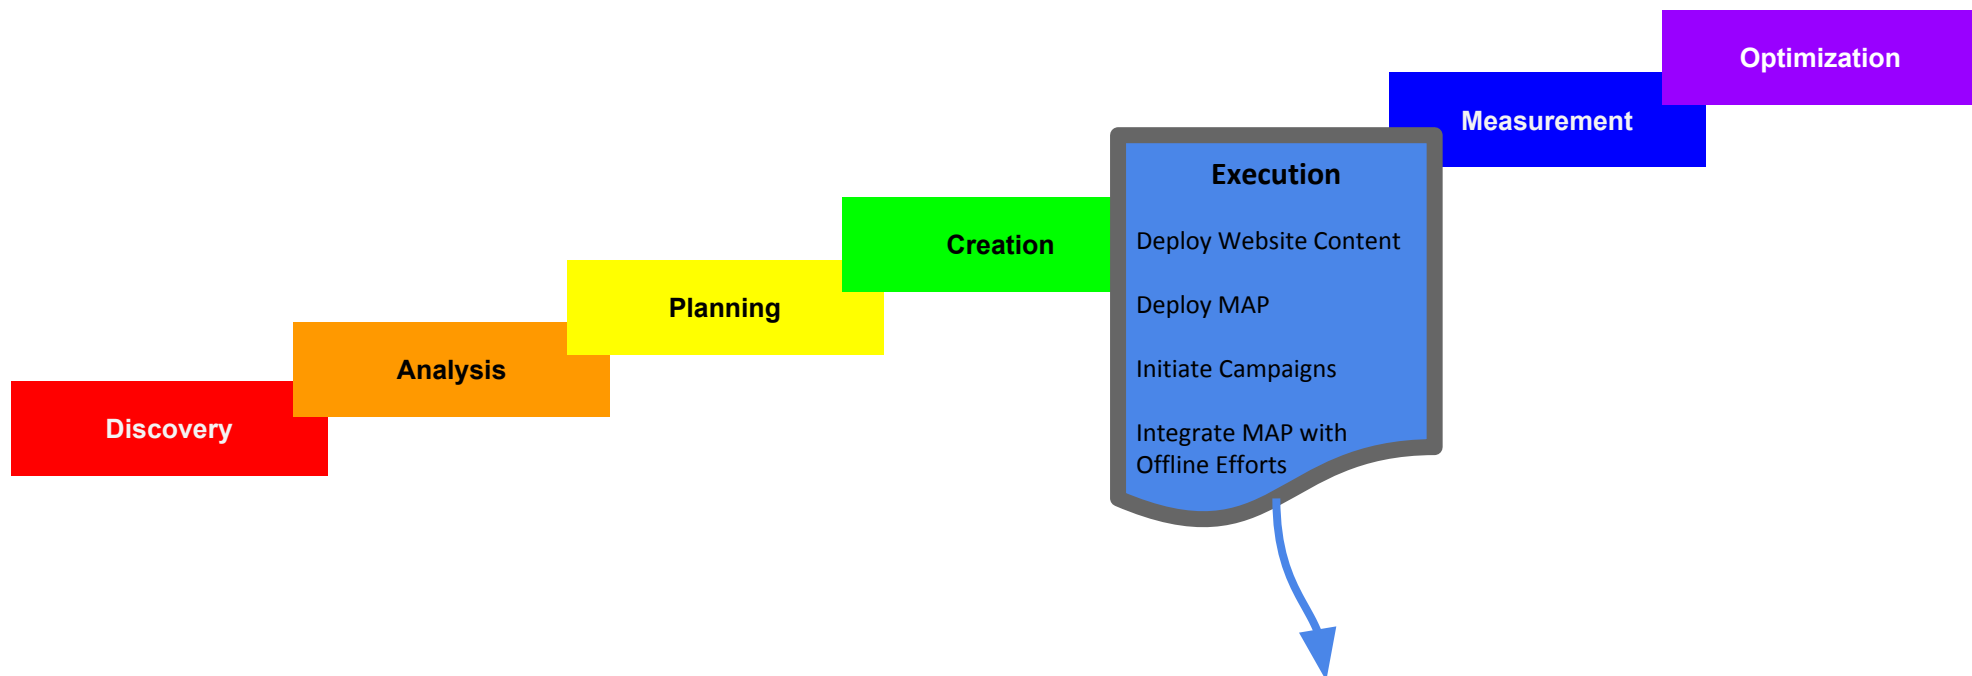 Optimization
Measurement
Execution
Deploy Website Content
Creation
Deploy MAP
Planning
Initiate Campaigns
Analysis
Integrate MAP with
Offline Efforts
Discovery